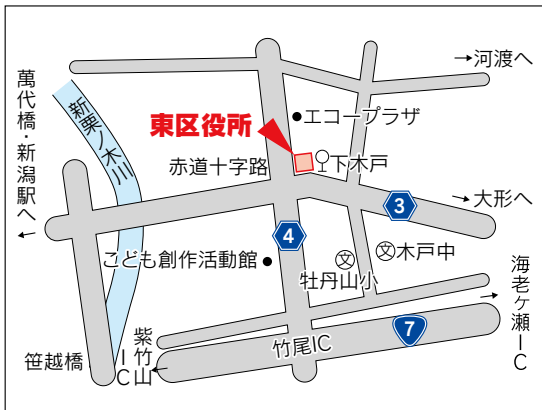 →河渡へ
萬代橋・新潟駅へ
新栗ノ木川
エコープラザ
東区役所
赤道十字路
下木戸
大形へ
3
4
こども創作活動館
文木戸中
文
牡丹山小
海老ヶ瀬IC
7
竹尾IC
笹越橋
紫竹山IC